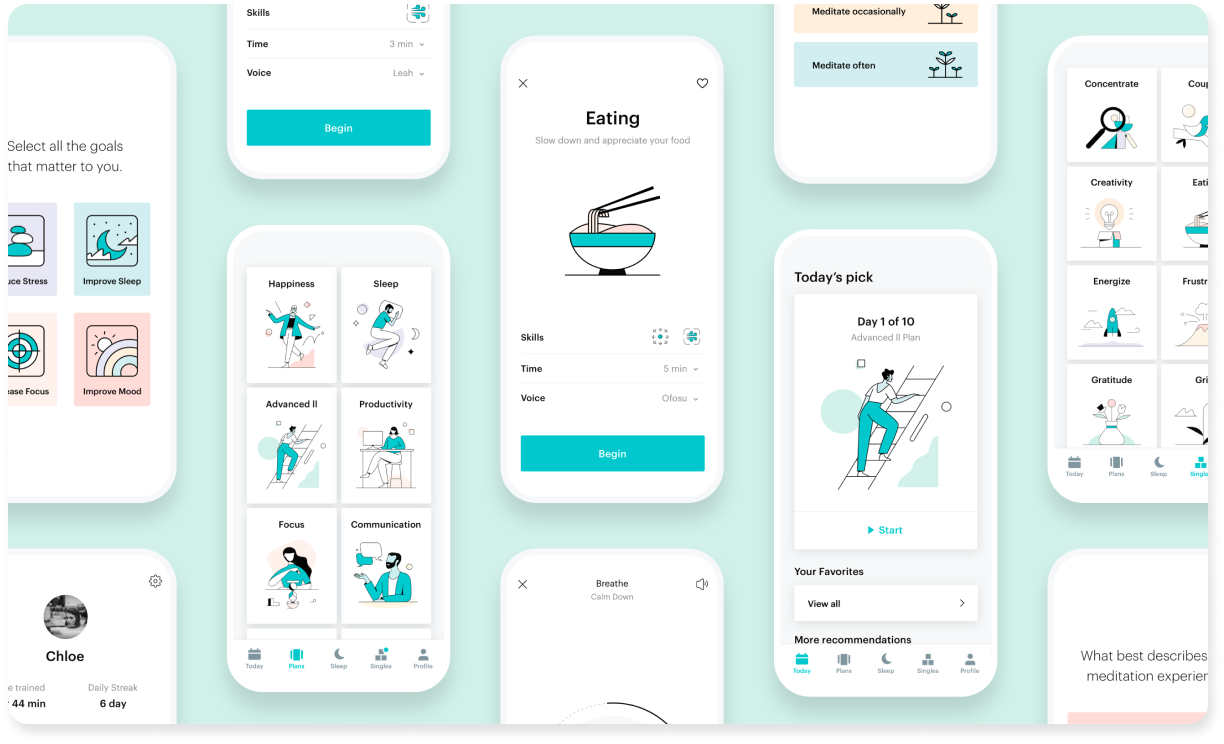 Select all the goals
that matter to you.
uce Stress
Improve Sleep
ease Focus
Improve Mood
Chloe
e trained
Daily Streak
44 min
6 day
Skills
Time
3 min
Voice
Leah
Begin
Happiness
Sleep
Advanced ll
Productivity
Focus
Communication
Today
Plans
Sleep
Singles
Profile
Eating
Slow down and appreciate your food
Skills
Time
5 min
Voice
Ofosu
Begin
Breathe
Calm Down
Meditate occasionally
Meditate often
Today’s pick
Day 1 of 10
Advanced ll Plan
Start
Your Favorites
View all
More recommendations
Today
Plans
Sleep
Singles
Profile
Concentrate
Coup
Creativity
Eati
Energize
Frustr
Gratitude
Gri
Today
Plans
Sleep
Single
What best describes
meditation experier